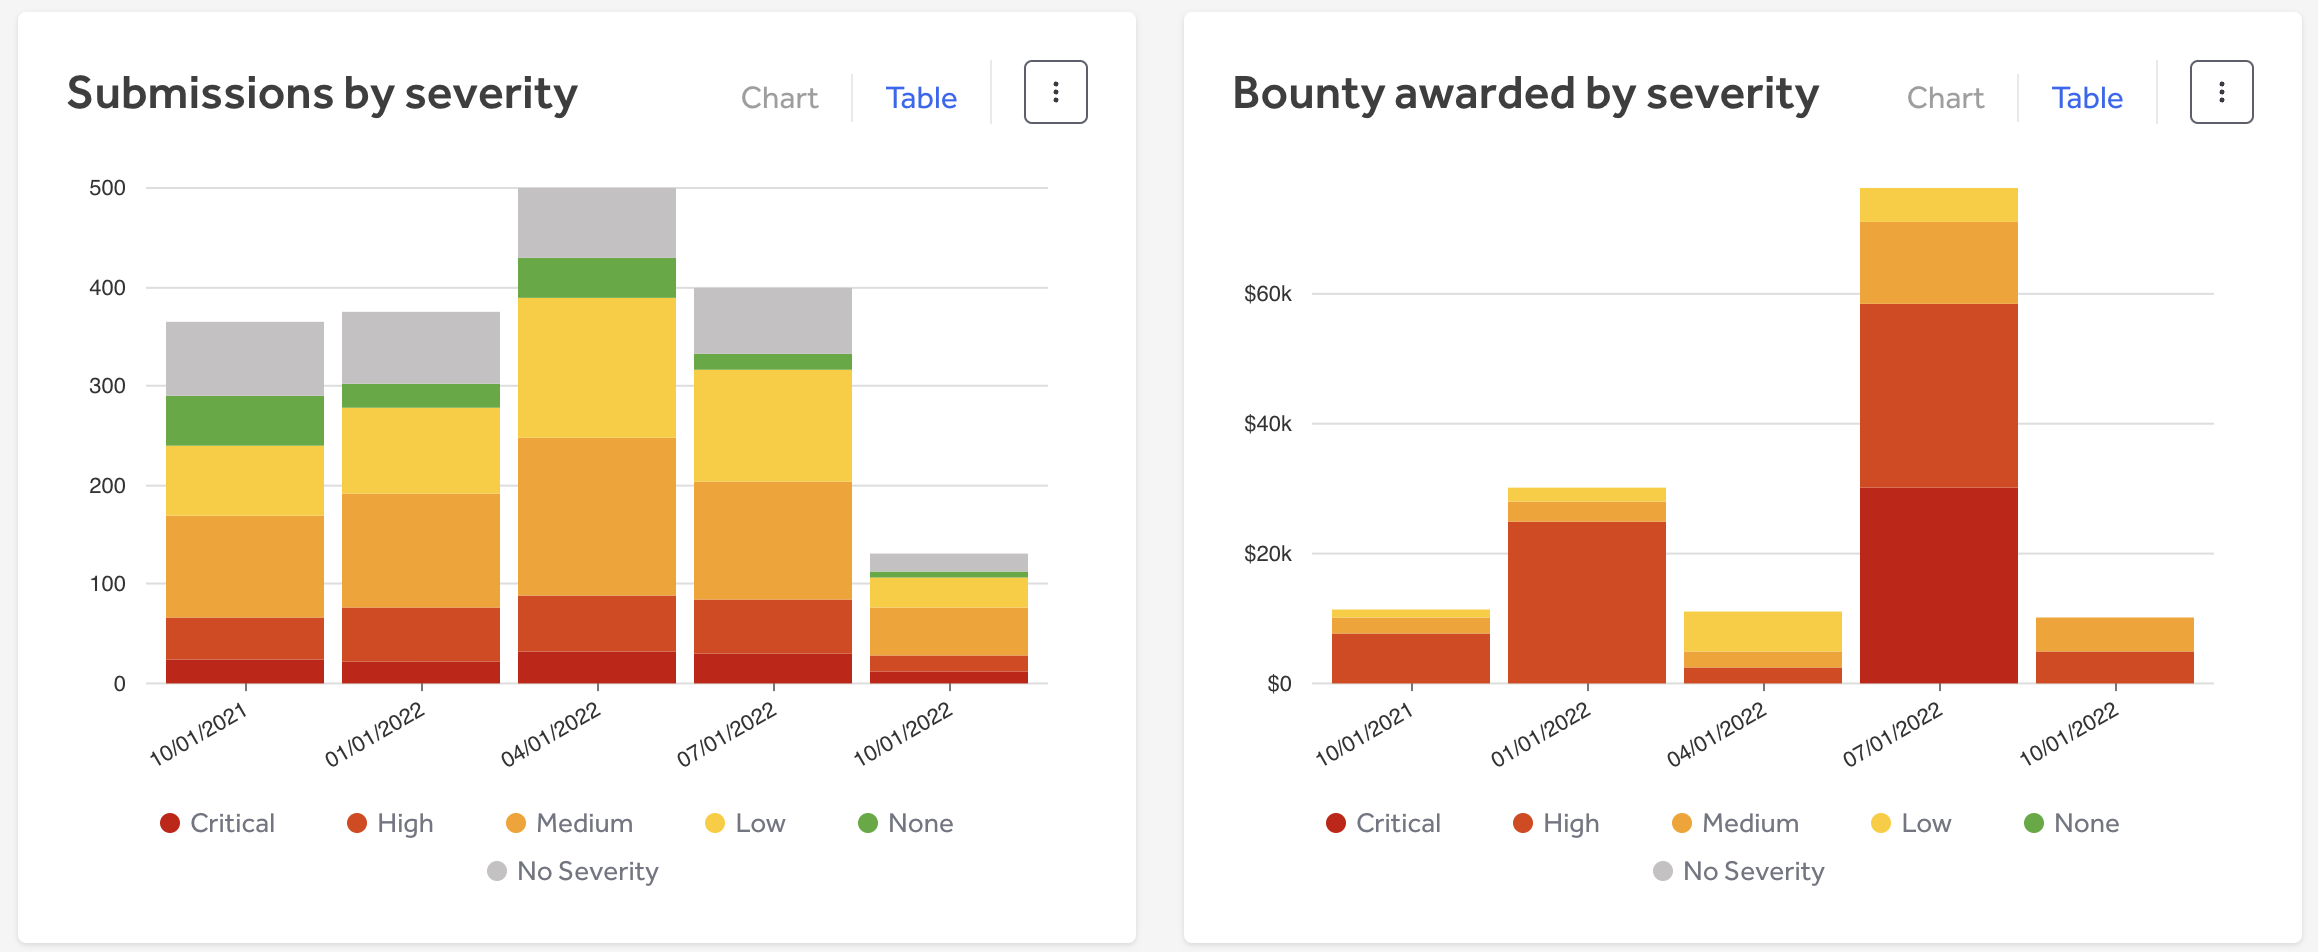 Submissions by severity
Chart
Table
500
400
300
200
100
0
10/01/2021
01/01/2022
04/01/2022
07/01/2022
10/01/2022
Critical
High
Medium
Low
None
No Severity
Bounty awarded by severity
Chart
Table
$60k
$40k
$20k
$0
10/01/2021
01/01/2022
04/01/2022
07/01/2022
10/01/2022
Critical
High
Medium
Low
None
No Severity